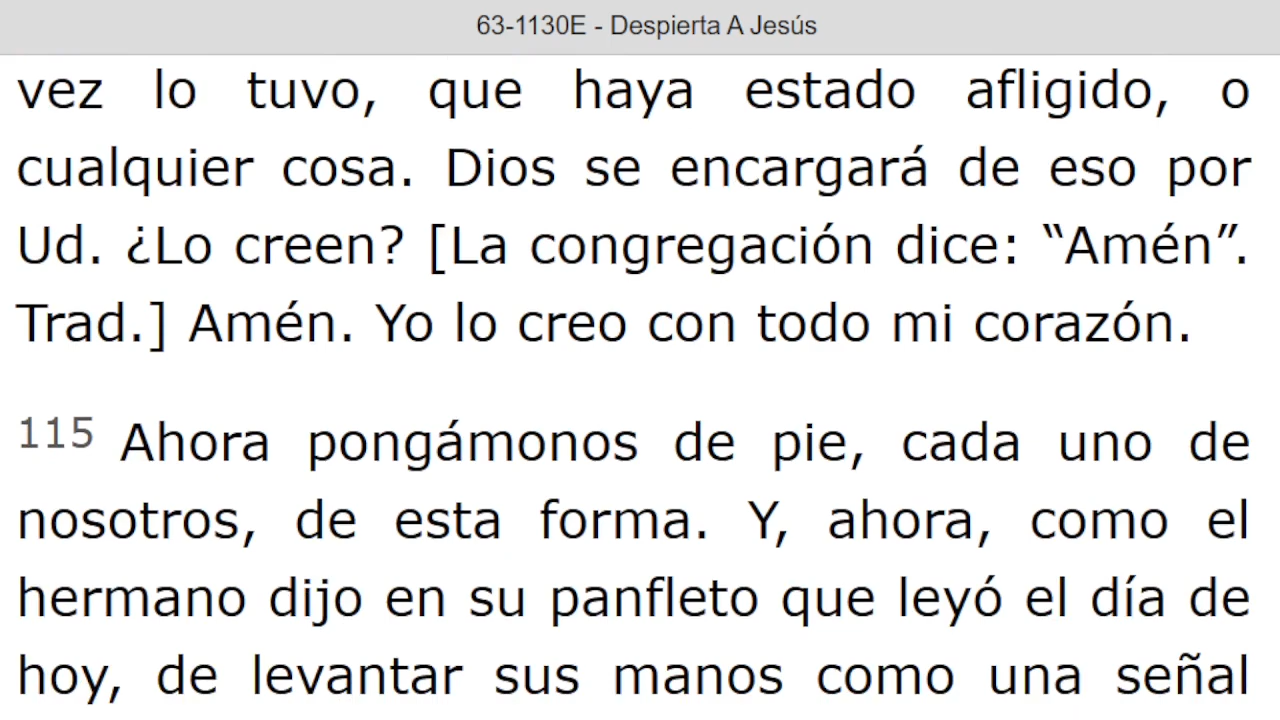 63-1130E - Despierta A Jesús
vez lo tuvo, que haya estado afligido, o
cualquier cosa. Dios se encargará de eso por
Ud. ¿Lo creen? [La congregación dice: “Amén”.
Trad.] Amén. Yo lo creo con todo mi corazón.
115 Ahora pongámonos de pie, cada uno de
nosotros, de esta forma. Y, ahora, como el
hermano dijo en su panfleto que leyó el día de
hoy, de levantar sus manos como una señal